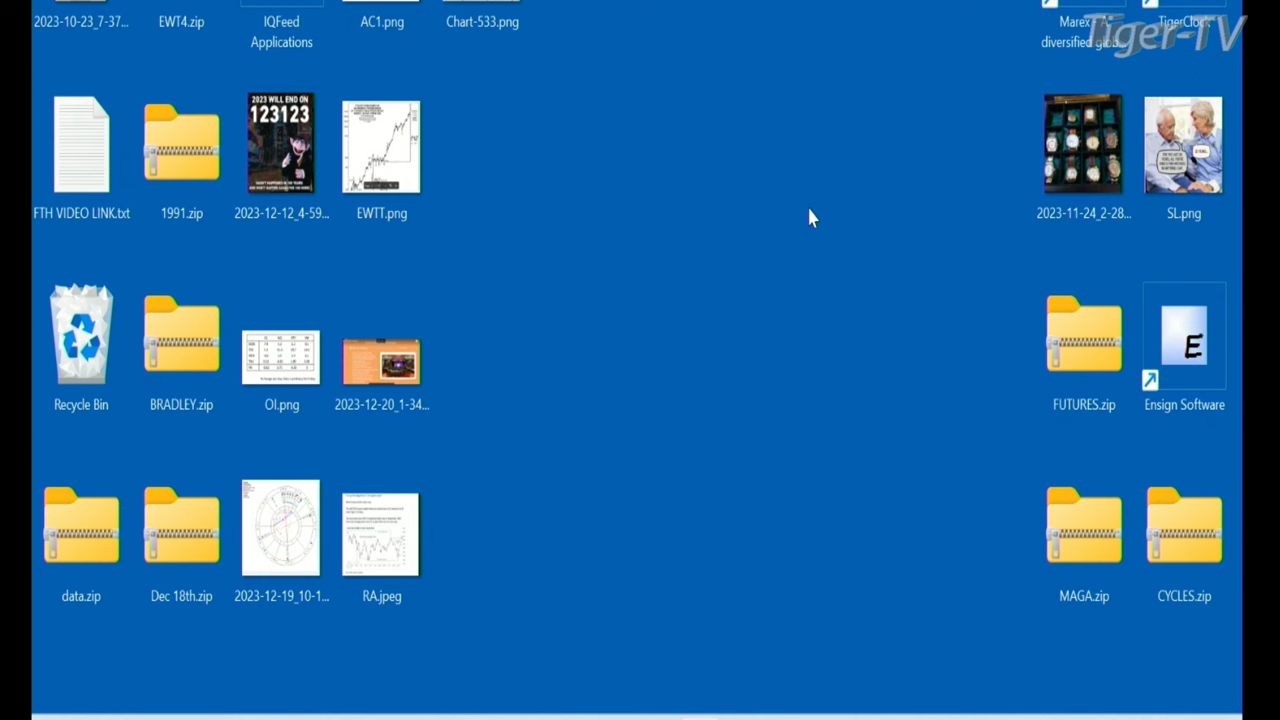 2023-10-23_7-37...
EWT4.zip
IQFeed
Applications
AC1.png
Chart-533.png
Marex - A
diversified glob...
TigerClock
Tiger-TV
2023 WILL END ON
123123
FTH VIDEO LINK.txt
1991.zip
2023-12-12_4-59...
EWTT.png
2023-11-24_2-28...
SL.png
E
Recycle Bin
BRADLEY.zip
OI.png
2023-12-20_1-34...
FUTURES.zip
Ensign Software
data.zip
Dec 18th.zip
2023-12-19_10-1...
RA.jpeg
MAGA.zip
CYCLES.zip